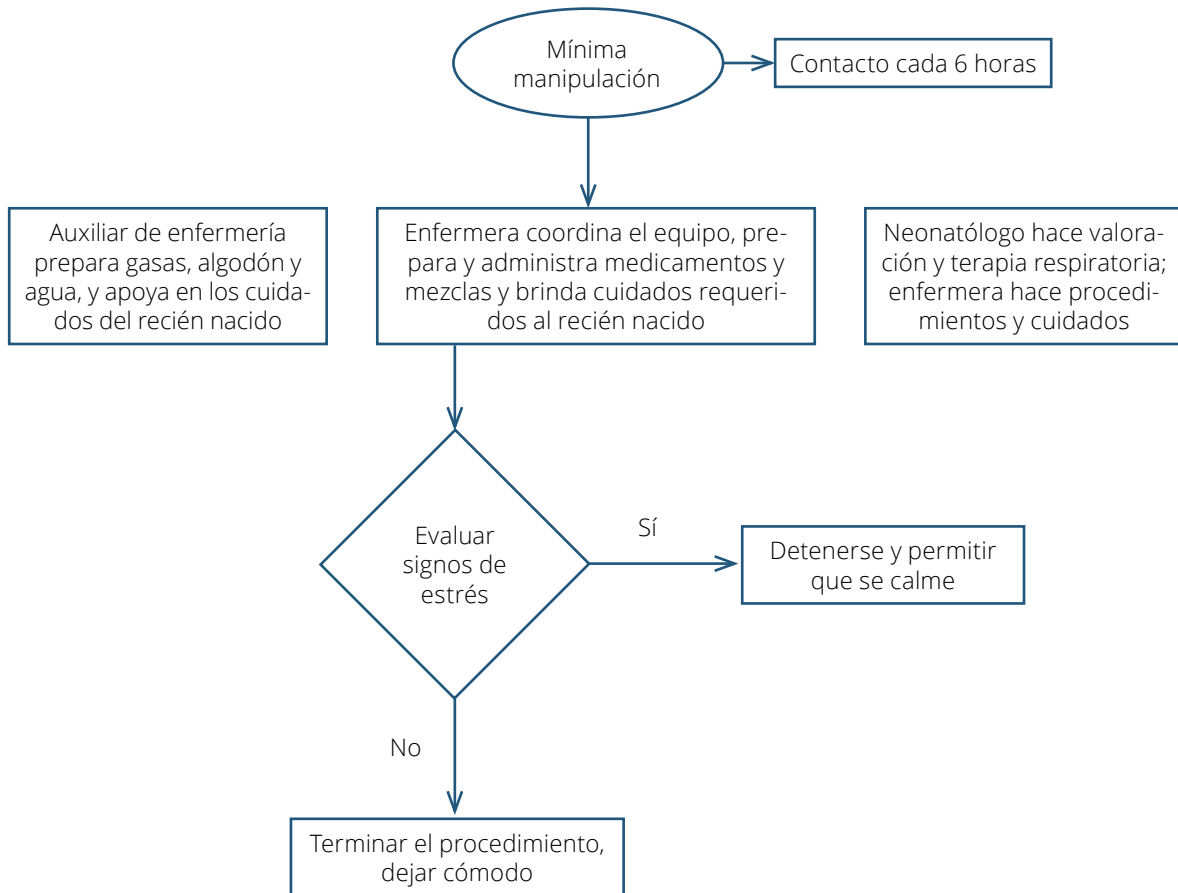 Mínima
manipulación
Contacto cada 6 horas
Auxiliar de enfermería
prepara gasas, algodón y
agua, y apoya en los cuida-
dos del recién nacido
Enfermera coordina el equipo, pre-
para y administra medicamentos y
mezclas y brinda cuidados requeri-
dos al recién nacido
Neonatólogo hace valora-
ción y terapia respiratoria;
enfermera hace procedi-
mientos y cuidados
Evaluar
signos de
estrés
Sí
Detenerse y permitir
que se calme
No
Terminar el procedimiento,
dejar cómodo